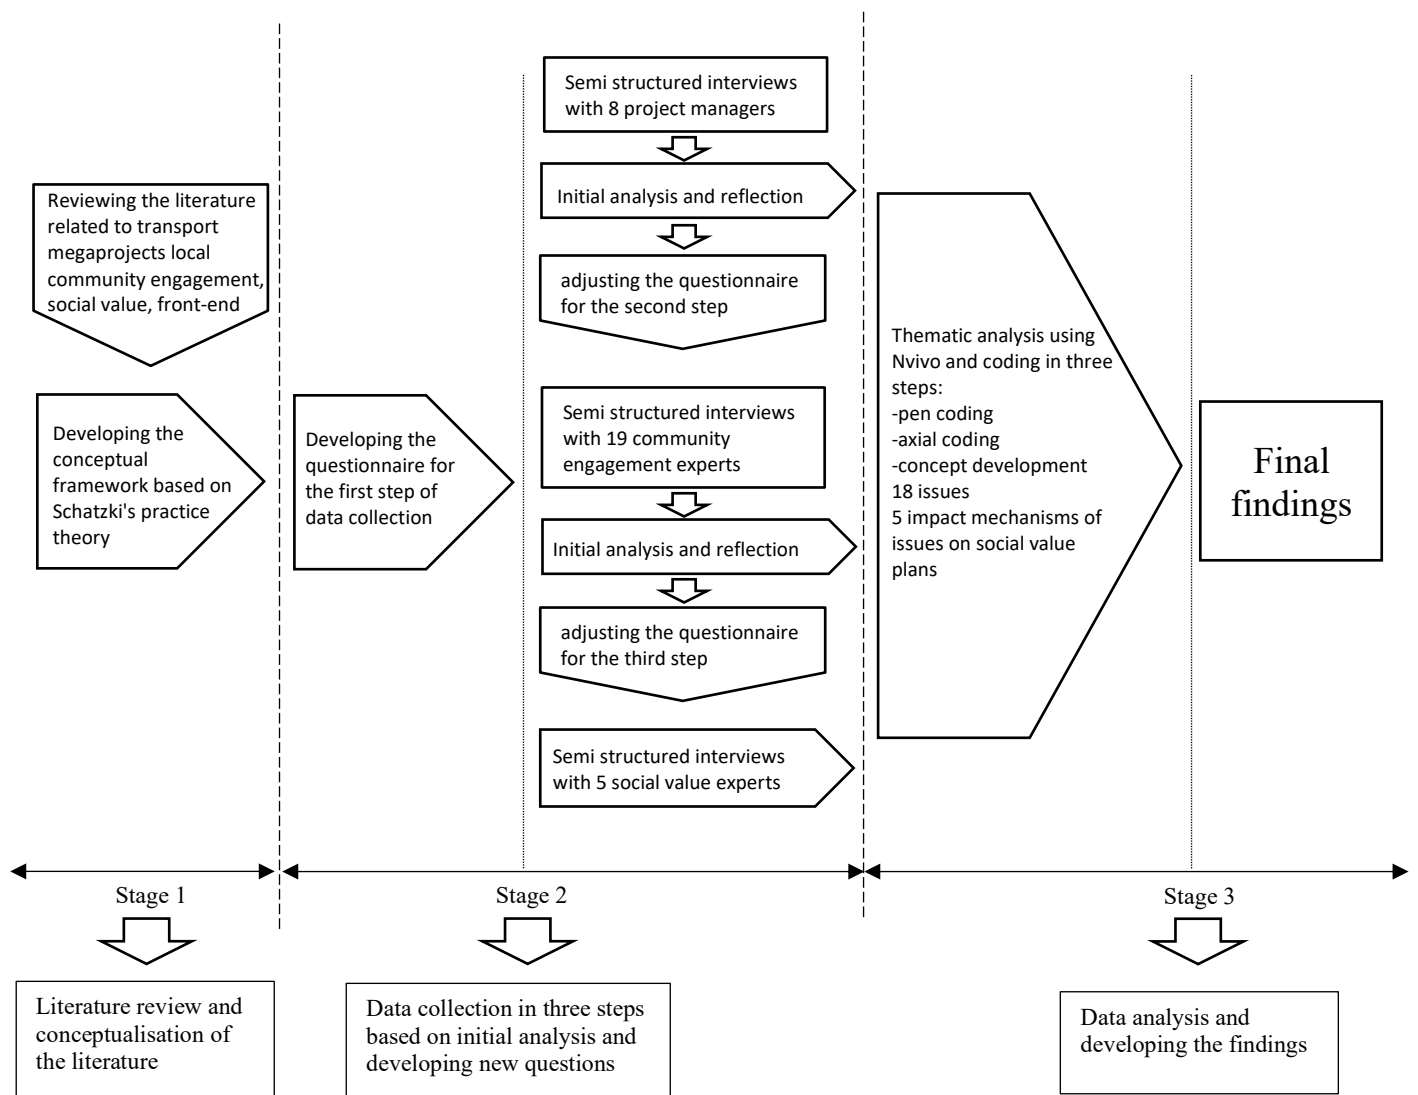 Reviewing the literature
related to transport
megaprojects local
community engagement,
social value, front-end
Developing the
conceptual
framework based on
Schatzki's practice
theory
Developing the
questionnaire for
the first step of
data collection
Semi structured interviews
with 8 project managers
Initial analysis and reflection
adjusting the questionnaire
for the second step
Semi structured interviews
with 19 community
engagement experts
Initial analysis and reflection
adjusting the questionnaire
for the third step
Semi structured interviews
with 5 social value experts
Thematic analysis using
Nvivo and coding in three
steps:
-pen coding
-axial coding
-concept development
18 issues
5 impact mechanisms of
issues on social value
plans
Final
findings
Stage 1
Stage 2
Stage 3
Literature review and
conceptualisation of
the literature
Data collection in three steps
based on initial analysis and
developing new questions
Data analysis and
developing the findings